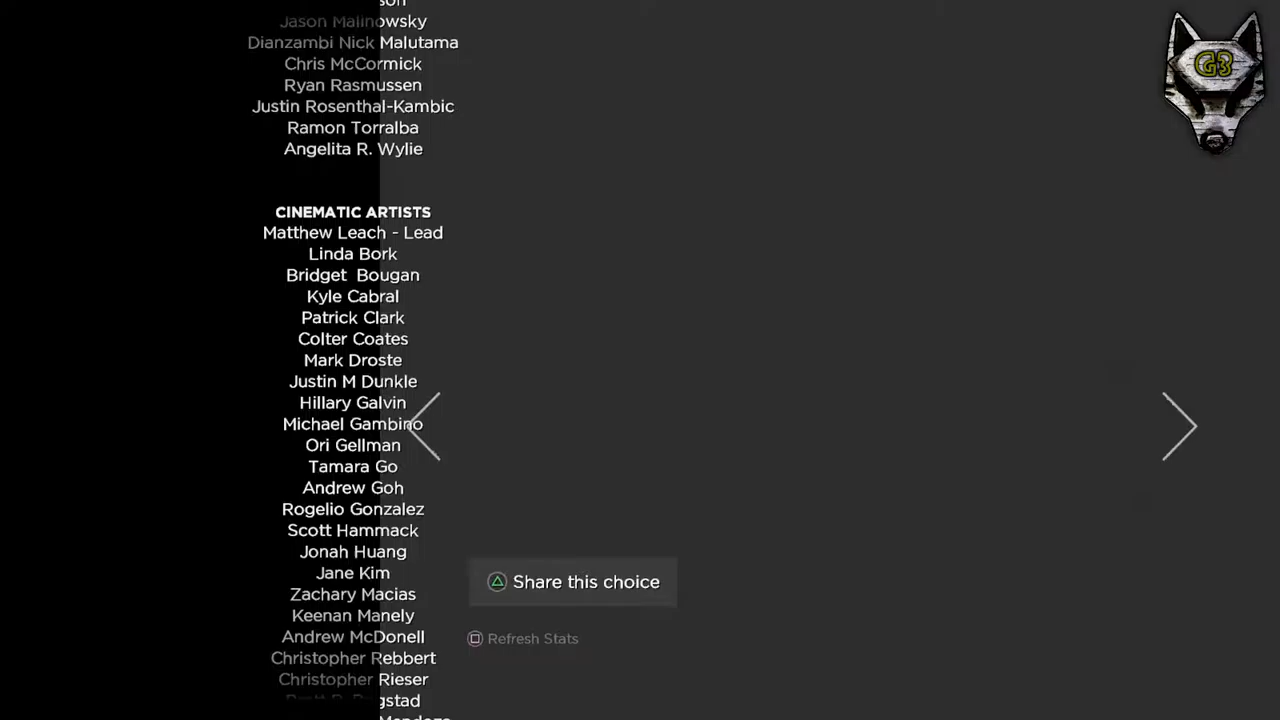 Jason Malinowsky
Dianzambi Nick Malutama
Chris McCormick
Ryan Rasmussen
Justin Rosenthal-Kambic
Ramon Torralba
Angelita R. Wylie
CINEMATIC ARTISTS
Matthew Leach - Lead
Linda Bork
Bridget Bougan
Kyle Cabral
Patrick Clark
Colter Coates
Mark Droste
Justin M Dunkle
Hillary Galvin
Michael Gambino
Ori Gellman
Tamara Go
Andrew Goh
Rogelio Gonzalez
Scott Hammack
Jonah Huang
Jane Kim
Zachary Macias
Keenan Manely
Andrew McDonell
Christopher Rebbert
Christopher Rieser
Share this choice
Refresh Stats
G3